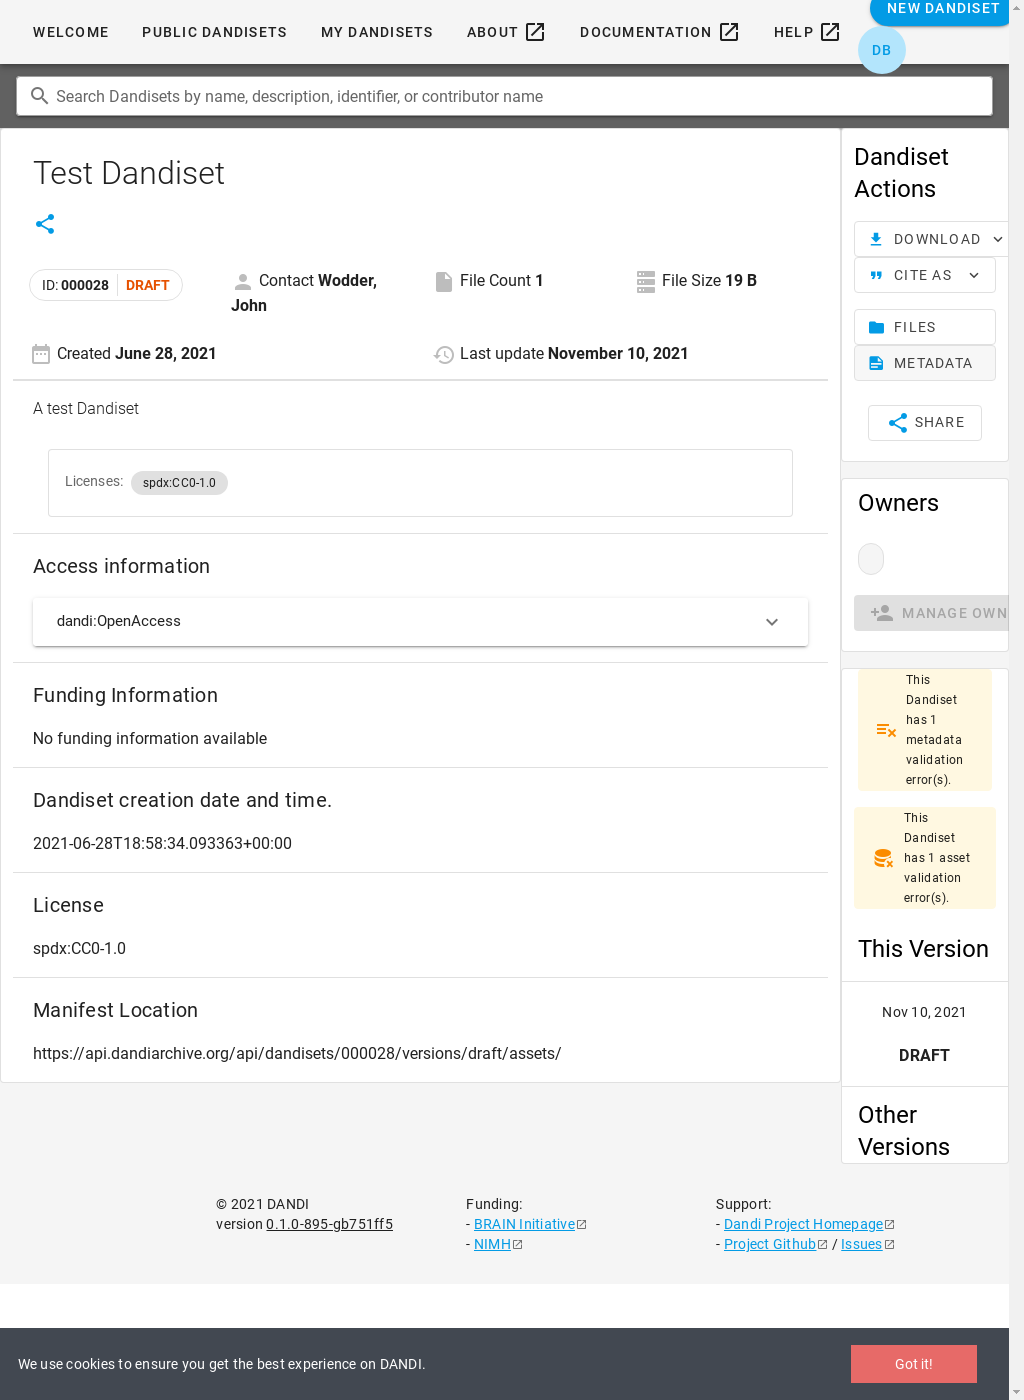 WELCOME PUBLIC DANDISETS MY DANDISETS ABOUT DOCUMENTATION HELP NEW DANDISET
DB
Search Dandisets by name, description, identifier, or contributor name
Test Dandiset
ID: 000028 DRAFT
Contact Wodder,
John
File Count 1
File Size 19 B
Created June 28, 2021
Last update November 10, 2021
A test Dandiset
Licenses: spdx:CC0-1.0
Access information
dandi:OpenAccess
Funding Information
No funding information available
Dandiset creation date and time.
2021-06-28T18:58:34.093363+00:00
License
spdx:CC0-1.0
Manifest Location
https://api.dandiarchive.org/api/dandisets/000028/versions/draft/assets/
Dandiset
Actions
DOWNLOAD
CITE AS
FILES
METADATA
SHARE
Owners
MANAGE OWN
This
Dandiset
has 1
metadata
validation
error(s).
This
Dandiset
has 1 asset
validation
error(s).
This Version
Nov 10, 2021
DRAFT
Other
Versions
© 2021 DANDI
version 0.1.0-895-gb751ff5
Funding:
- BRAIN Initiative
- NIMH
Support:
- Dandi Project Homepage
- Project Github / Issues
We use cookies to ensure you get the best experience on DANDI.
Got it!